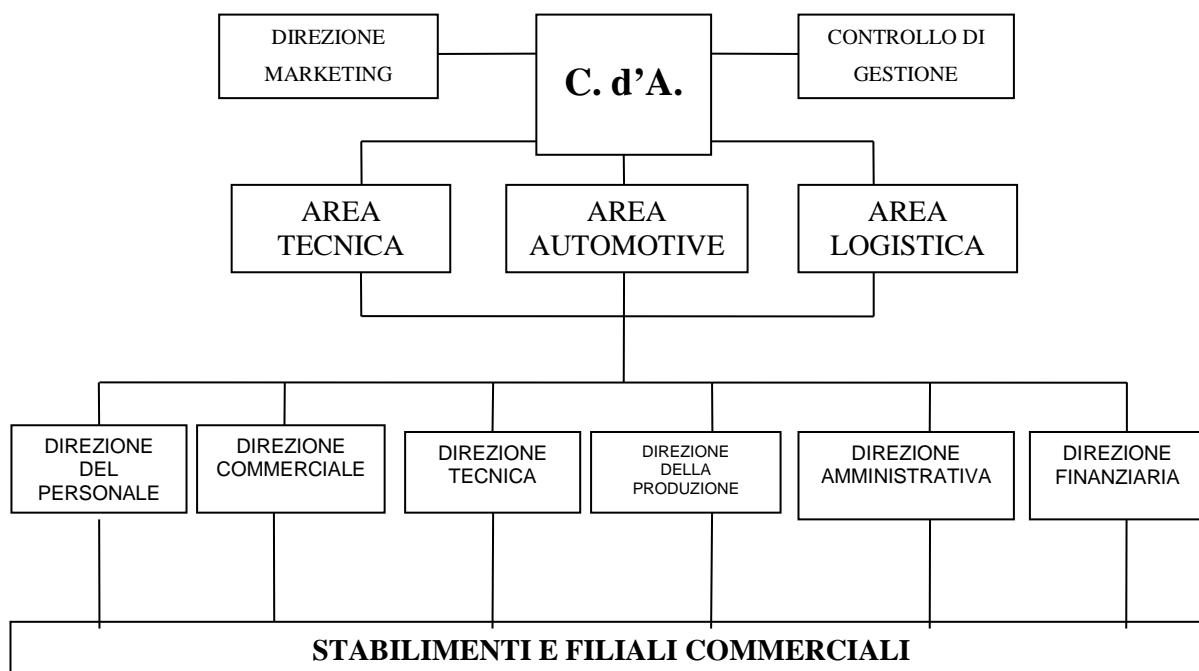 DIREZIONE
MARKETING
C. d’A.
CONTROLLO DI
GESTIONE
AREA
TECNICA
AREA
AUTOMOTIVE
AREA
LOGISTICA
DIREZIONE
DEL
PERSONALE
DIREZIONE
COMMERCIALE
DIREZIONE
TECNICA
DIREZIONE
DELLA
PRODUZIONE
DIREZIONE
AMMINISTRATIVA
DIREZIONE
FINANZIARIA
STABILIMENTI E FILIALI COMMERCIALI